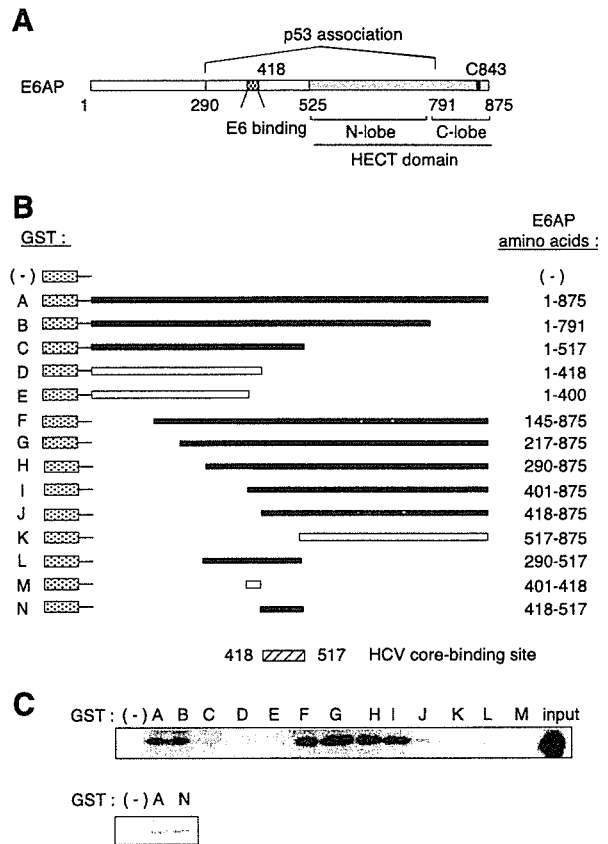 A
p53 association
418 C843
E6AP
1 290 525 791 875
E6 binding N-lobe C-lobe
HECT domain
B
GST : E6AP
amino acids :
(-) (-)
A 1-875
B 1-791
C 1-517
D 1-418
E 1-400
F 145-875
G 217-875
H 290-875
I 401-875
J 418-875
K 517-875
L 290-517
M 401-418
N 418-517
418 517 HCV core-binding site
C
GST : (-) A B C D E F G H I J K L M input
GST : (-) A N